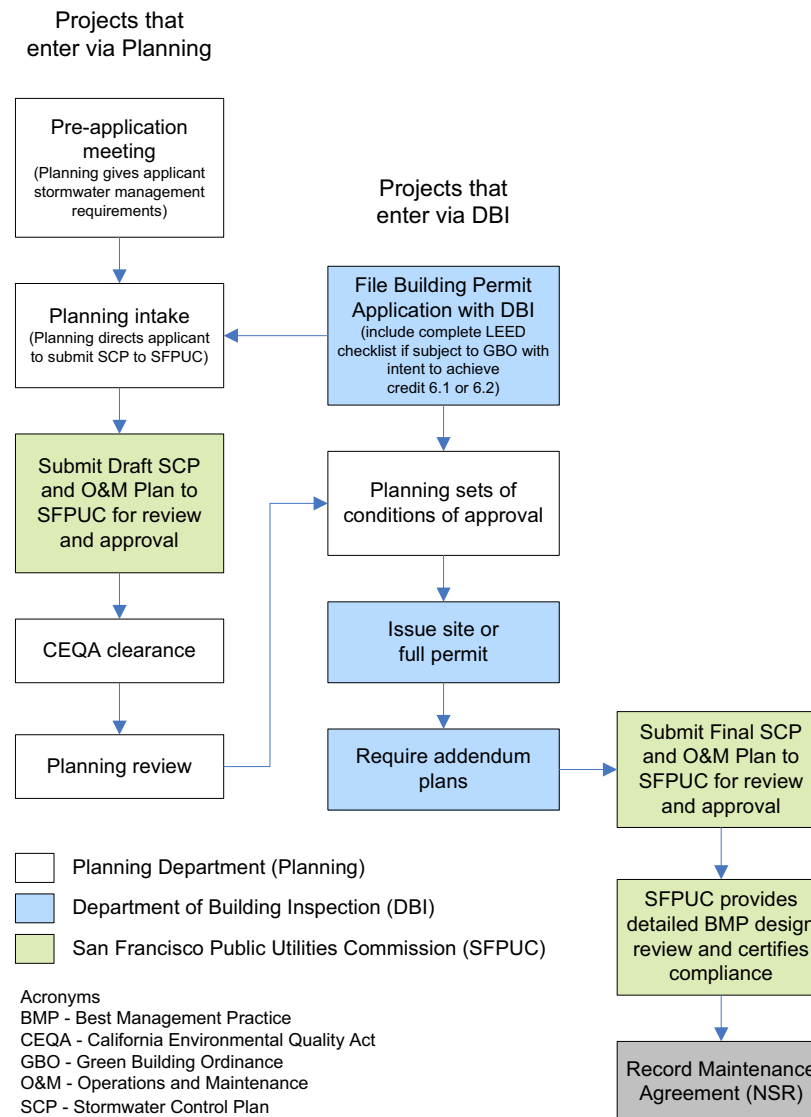 Projects that
enter via Planning
Pre-application
meeting
(Planning gives applicant
stormwater management
requirements)
Projects that
enter via DBI
Planning intake
(Planning directs applicant
to submit SCP to SFPUC)
File Building Permit
Application with DBI
(include complete LEED
checklist if subject to GBO with
intent to achieve
credit 6.1 or 6.2)
Submit Draft SCP
and O&M Plan to
SFPUC for review
and approval
Planning sets of
conditions of approval
CEQA clearance
Issue site or
full permit
Planning review
Require addendum
plans
Submit Final SCP
and O&M Plan to
SFPUC for review
and approval
SFPUC provides
detailed BMP design
review and certifies
compliance
Record Maintenance
Agreement (NSR)
Planning Department (Planning)
Department of Building Inspection (DBI)
San Francisco Public Utilities Commission (SFPUC)
Acronyms
BMP - Best Management Practice
CEQA - California Environmental Quality Act
GBO - Green Building Ordinance
O&M - Operations and Maintenance
SCP - Stormwater Control Plan